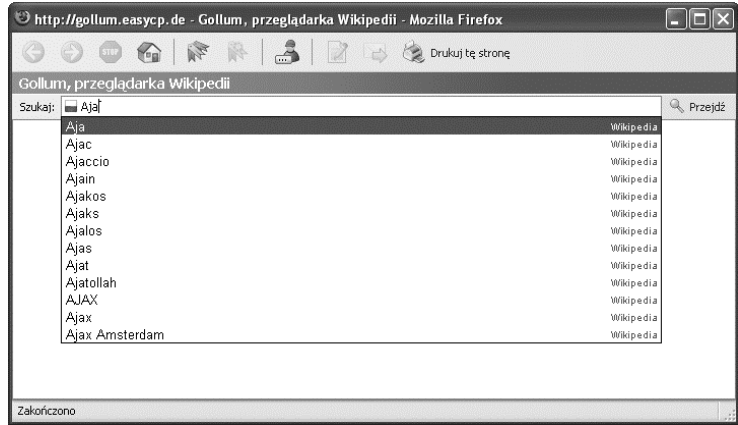 http://gollum.easycp.de - Gollum, przeglądarka Wikipedii - Mozilla Firefox
STOP Drukuj tę stronę
Gollum, przeglądarka Wikipedii
Szukaj: Aja Przejdź
Aja Wikipedia
Ajac Wikipedia
Ajaccio Wikipedia
Ajain Wikipedia
Ajakos Wikipedia
Ajaks Wikipedia
Ajalos Wikipedia
Ajas Wikipedia
Ajat Wikipedia
Ajatollah Wikipedia
AJAX Wikipedia
Ajax Wikipedia
Ajax Amsterdam Wikipedia
Zakończono